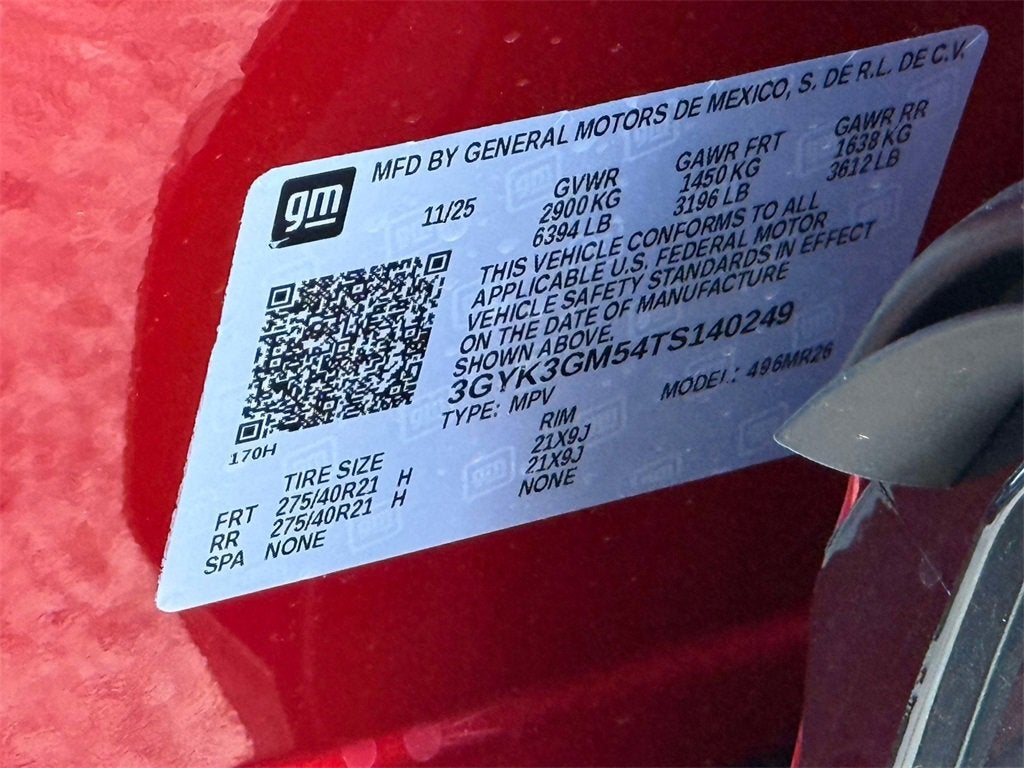 MFD BY GENERAL MOTORS DE MEXICO, S. DE R.L. DE C.V.
gm
11/25
GVWR GAWR FRT GAWR RR
2900 KG 1450 KG 1638 KG
6394 LB 3196 LB 3612 LB
THIS VEHICLE CONFORMS TO ALL
APPLICABLE U.S. FEDERAL MOTOR
VEHICLE SAFETY STANDARDS IN EFFECT
ON THE DATE OF MANUFACTURE
SHOWN ABOVE.
3GYK3GM54TS140249
TYPE: MPV MODEL: 496MR26
170H
TIRE SIZE RIM
FRT 275/40R21 H 21X9J
RR 275/40R21 H 21X9J
SPA NONE NONE